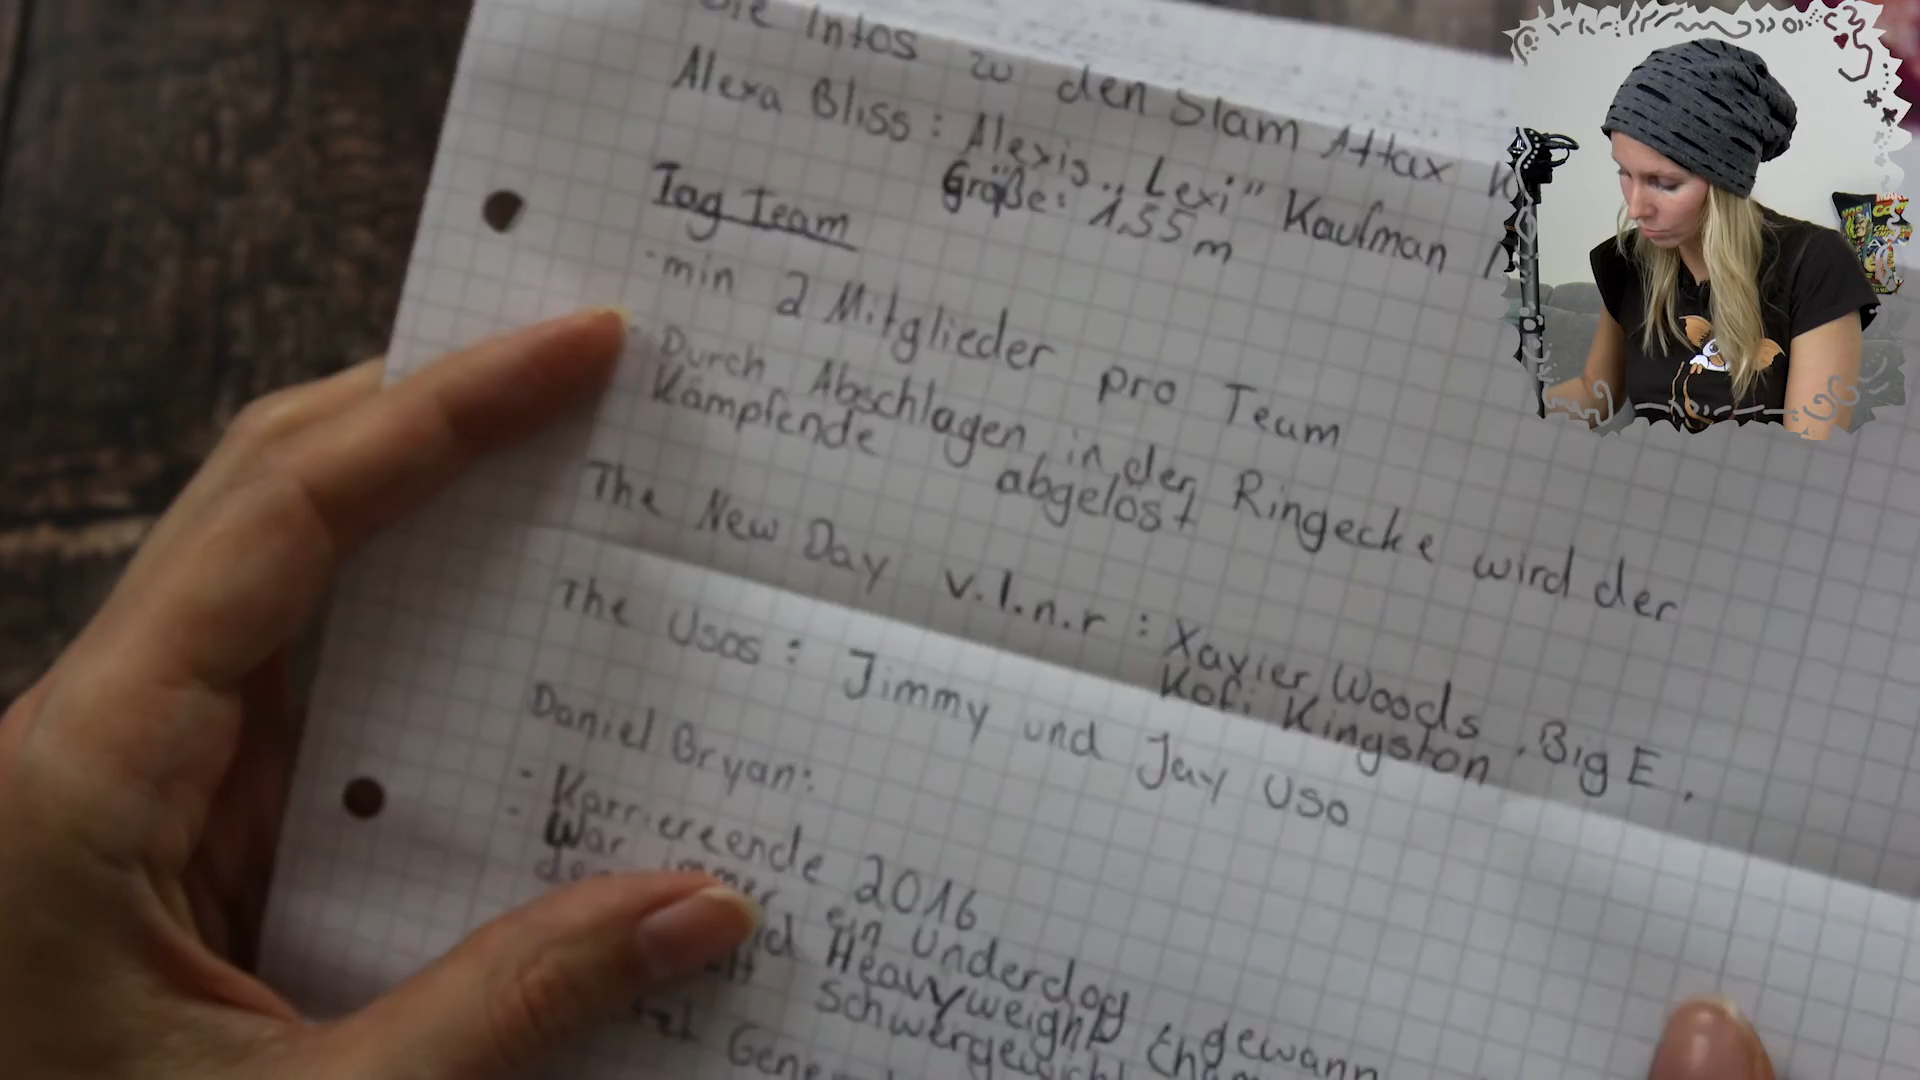 Die Infos zu den Slam Attax
Alexa Bliss : Alexis „Lexi" Kaufman
Größe: 1,55 m
Tag Team
- min 2 Mitglieder pro Team
- Durch Abschlagen in der Ringecke wird der
Kämpfende abgelöst
The New Day v.l.n.r : Xavier Woods, Big E,
Kofi Kingston
The Usos : Jimmy und Jay Uso
Daniel Bryan:
- Karriereende 2016
- War immer ein Underdog gewann
Heavyweight
schwergewicht